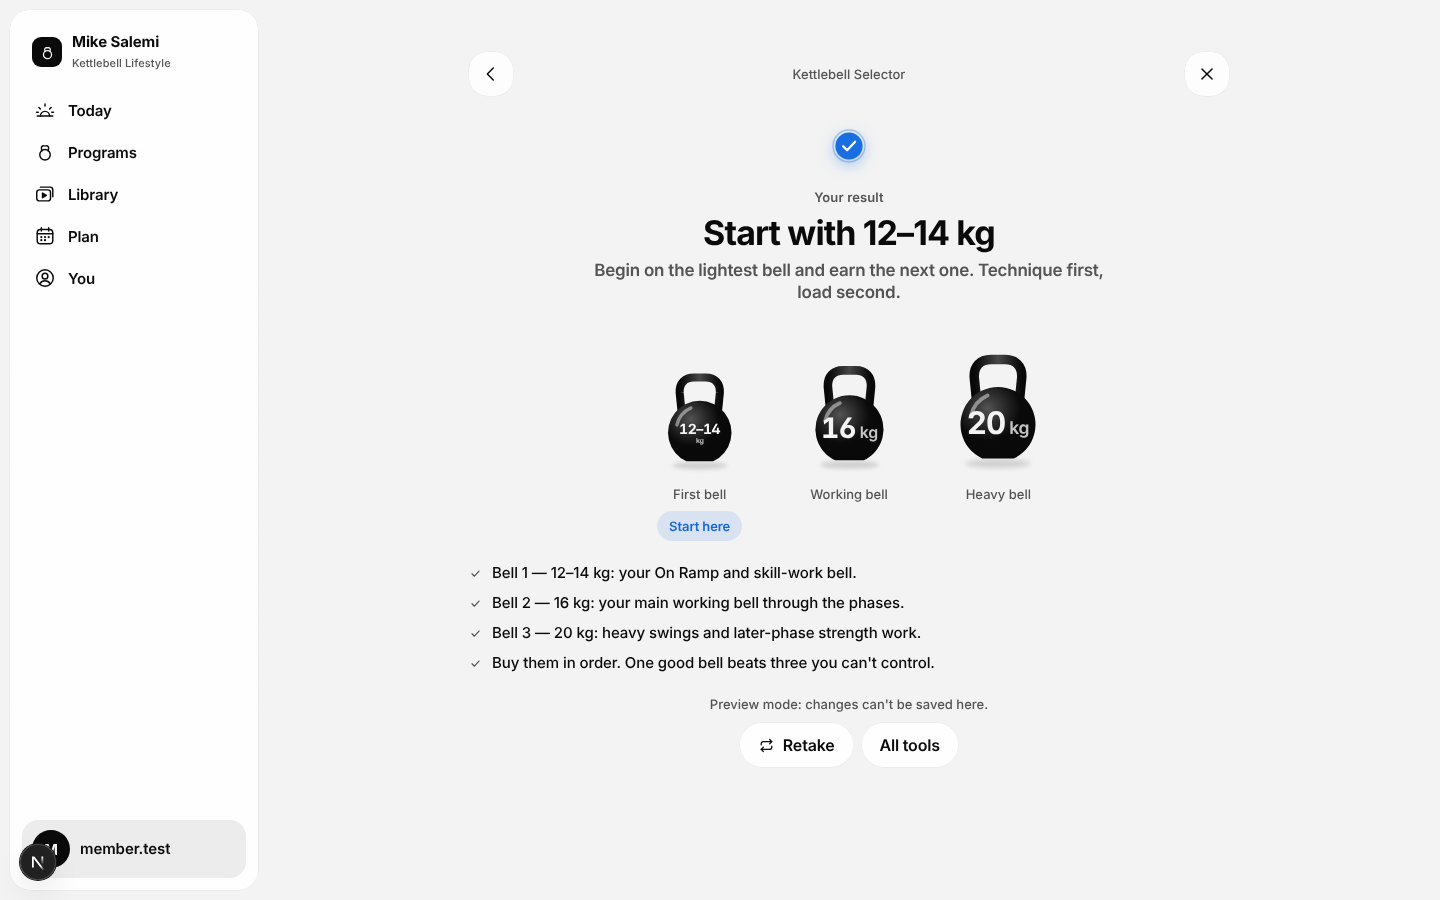 Mike Salemi
Kettlebell Lifestyle
Today
Programs
Library
Plan
You
member.test
N
Kettlebell Selector
Your result
Start with 12–14 kg
Begin on the lightest bell and earn the next one. Technique first,
load second.
12–14
kg
16 kg
20 kg
First bell
Working bell
Heavy bell
Start here
Bell 1 — 12–14 kg: your On Ramp and skill-work bell.
Bell 2 — 16 kg: your main working bell through the phases.
Bell 3 — 20 kg: heavy swings and later-phase strength work.
Buy them in order. One good bell beats three you can't control.
Preview mode: changes can't be saved here.
Retake
All tools